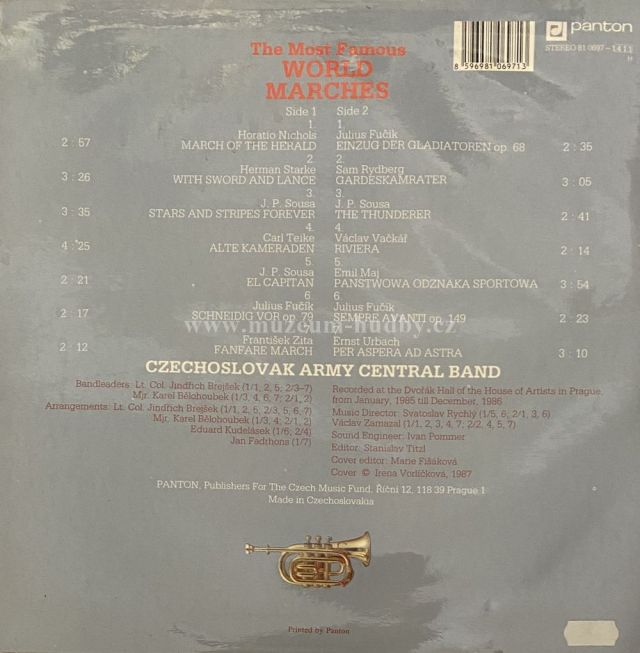 panton
STEREO 81 0697-1411
H
8 596981 069713
The Most Famous
WORLD
MARCHES
Side 1
1.
Horatio Nichols
2 : 57 MARCH OF THE HERALD
2.
Herman Starke
3 : 26 WITH SWORD AND LANCE
3.
J. P. Sousa
3 : 35 STARS AND STRIPES FOREVER
4.
Carl Teike
4 : 25 ALTE KAMERADEN
5.
J. P. Sousa
2 : 21 EL CAPITAN
6.
Julius Fučík
2 : 17 SCHNEIDIG VOR op. 79
František Zita
2 : 12 FANFARE MARCH
Side 2
1.
Julius Fučík
EINZUG DER GLADIATOREN op. 68 2 : 35
2.
Sam Rydberg
GARDESKAMRATER 3 : 05
3.
J. P. Sousa
THE THUNDERER 2 : 41
4.
Václav Vačkář
RIVIERA 2 : 14
5.
Emil Maj
PANSTWOWA ODZNAKA SPORTOWA 3 : 54
6.
Julius Fučík
SEMPRE AVANTI op. 149 2 : 23
Ernst Urbach
PER ASPERA AD ASTRA 3 : 10
www.muzeum-hudby.cz
CZECHOSLOVAK ARMY CENTRAL BAND
Bandleaders: Lt. Col. Jindřich Brejšek (1/1, 2, 5; 2/3-7)
Mjr. Karel Bělohoubek (1/3, 4, 6, 7; 2/1, 2)
Arrangements: Lt. Col. Jindřich Brejšek (1/1, 2, 5, 2/3, 5, 6, 7)
Mjr. Karel Bělohoubek (1/3, 4; 2/1, 2)
Eduard Kudelásek (1/6; 2/4)
Jan Fadrhons (1/7)
Recorded at the Dvořák Hall of the House of Artists in Prague,
from January, 1985 till December, 1986
Music Director: Svatoslav Rychlý (1/5, 6; 2/1, 3, 6)
Václav Zamazal (1/1, 2, 3, 4, 7; 2/2, 4, 5, 7)
Sound Engineer: Ivan Pommer
Editor: Stanislav Titzl
Cover editor: Marie Fišáková
Cover © Irena Vodičková, 1987
PANTON, Publishers For The Czech Music Fund, Říční 12, 118 39 Prague 1
Made in Czechoslovakia
Printed by Panton